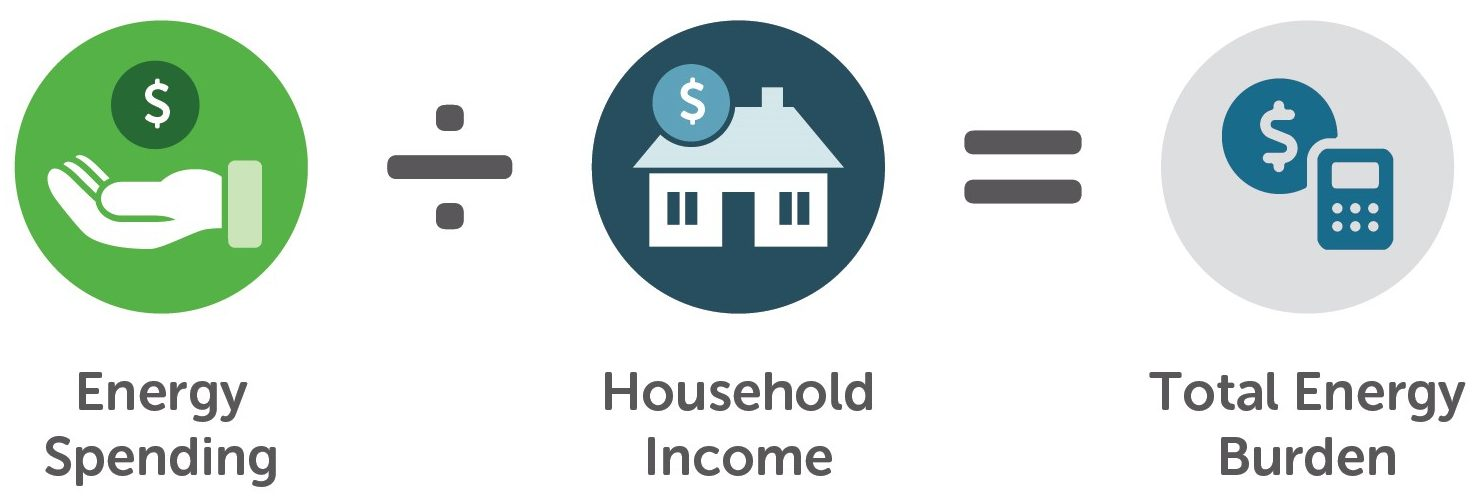 $
÷
$
=
$
Energy
Spending
Household
Income
Total Energy
Burden